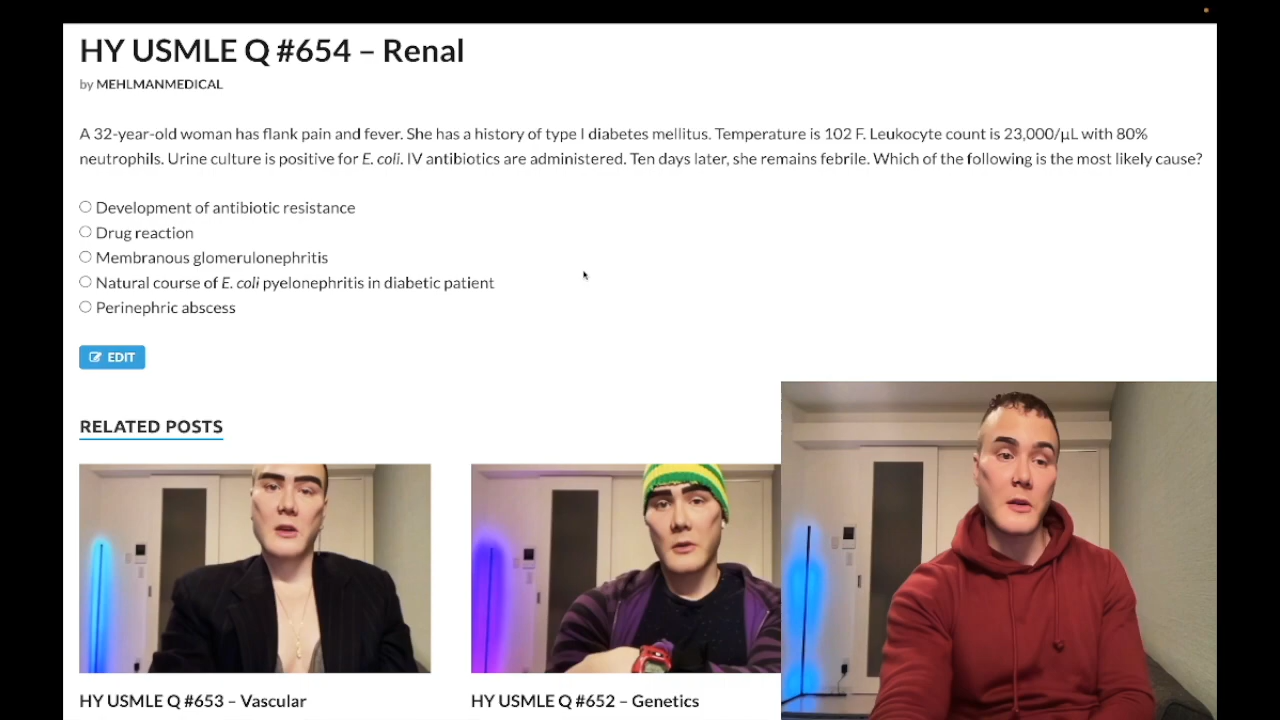 HY USMLE Q #654 – Renal
by MEHLMANMEDICAL
A 32-year-old woman has flank pain and fever. She has a history of type I diabetes mellitus. Temperature is 102 F. Leukocyte count is 23,000/μL with 80%
neutrophils. Urine culture is positive for E. coli. IV antibiotics are administered. Ten days later, she remains febrile. Which of the following is the most likely cause?
Development of antibiotic resistance
Drug reaction
Membranous glomerulonephritis
Natural course of E. coli pyelonephritis in diabetic patient
Perinephric abscess
EDIT
RELATED POSTS
HY USMLE Q #653 – Vascular
HY USMLE Q #652 – Genetics